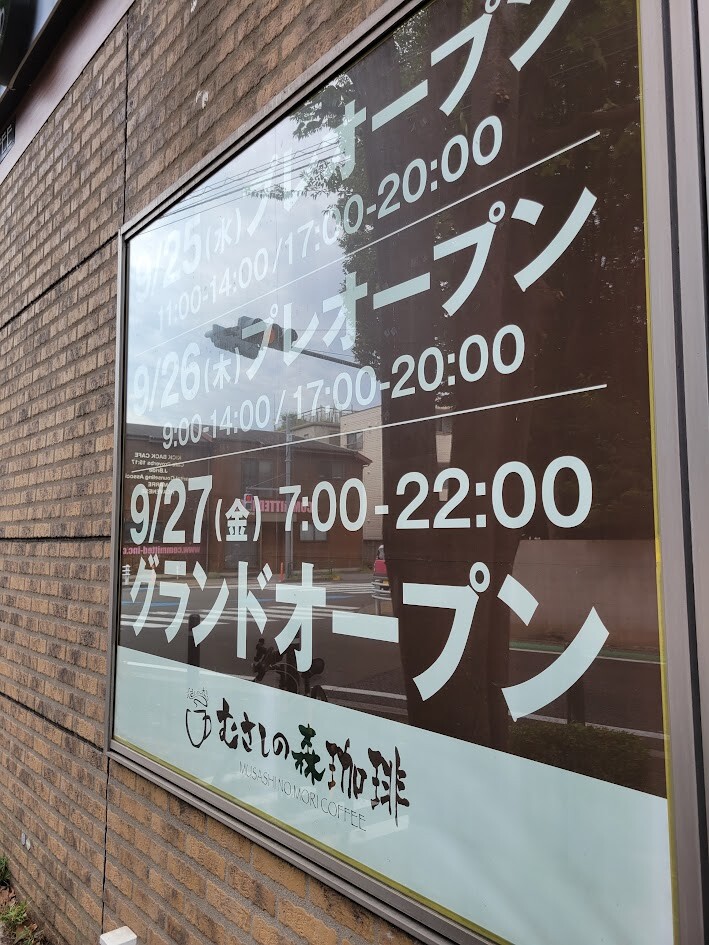 9/25(水)プレオープン
11:00-14:00/17:00-20:00
9/26(木)プレオープン
9:00-14:00/17:00-20:00
9/27(金) 7:00-22:00
グランドオープン
むさしの森珈琲
MUSASHI NO MORI COFFEE